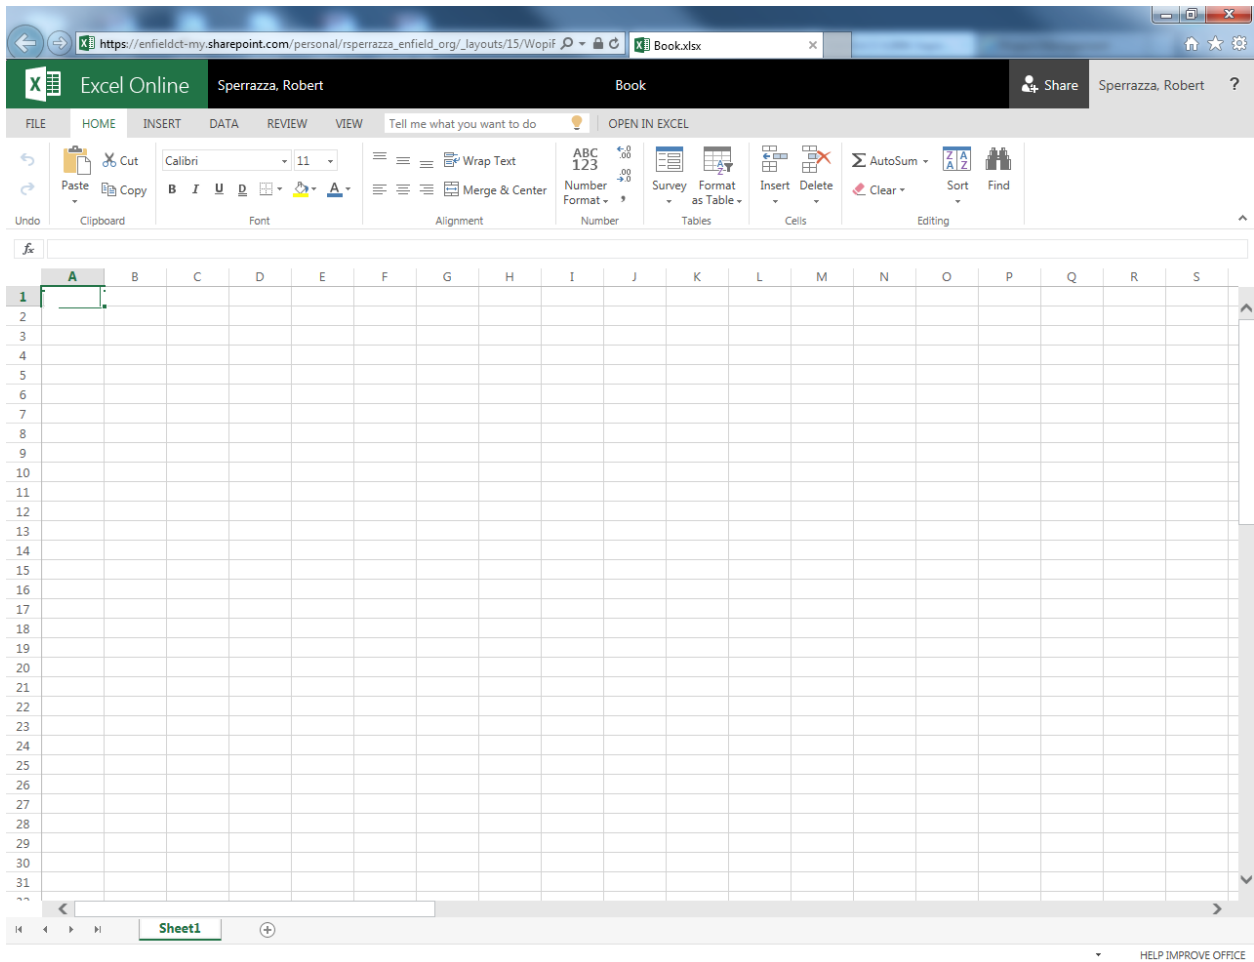 https://enfieldct-my.sharepoint.com/personal/rsperrazza_enfield_org/_layouts/15/WopiF
Book.xlsx
Excel Online
Sperrazza, Robert
Book
Share
Sperrazza, Robert
?
FILE HOME INSERT DATA REVIEW VIEW Tell me what you want to do OPEN IN EXCEL
Cut Calibri 11 Wrap Text ABC 123 AutoSum
Paste Copy B I U D A Merge & Center Number Format Survey Format as Table Insert Delete Clear Sort Find
Undo Clipboard Font Alignment Number Tables Cells Editing
fx
A B C D E F G H I J K L M N O P Q R S
1
2
3
4
5
6
7
8
9
10
11
12
13
14
15
16
17
18
19
20
21
22
23
24
25
26
27
28
29
30
31
Sheet1
HELP IMPROVE OFFICE